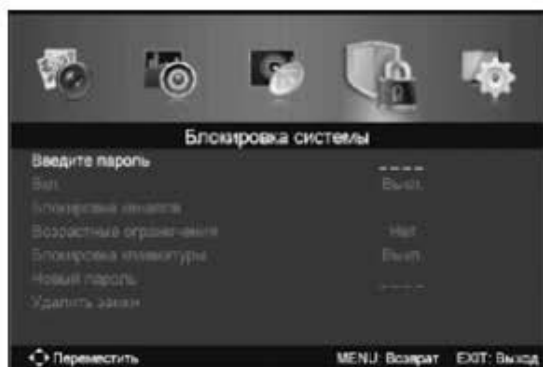 Блокировка системы
Введите пароль _ _ _ _
Вкл. Выкл.
Блокировка каналов
Возрастные ограничения Нет
Блокировка клавиатуры Выкл.
Новый пароль _ _ _ _
Удалить замки
Переместить MENU: Возврат EXIT: Выход